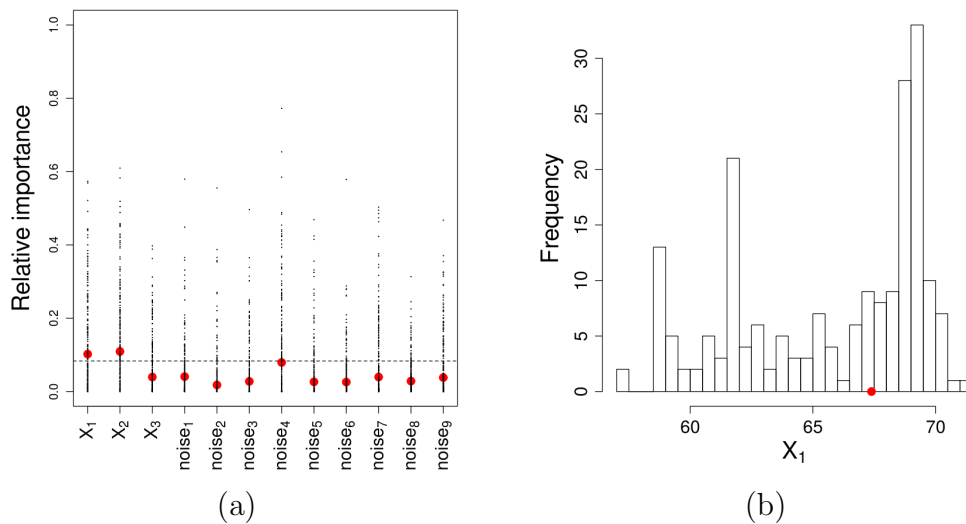 Relative importance
1.0
0.8
0.6
0.4
0.2
0.0
X₁
X₂
X₃
noise₁
noise₂
noise₃
noise₄
noise₅
noise₆
noise₇
noise₈
noise₉
(a)
Frequency
30
25
20
15
10
5
0
60 65 70
X₁
(b)